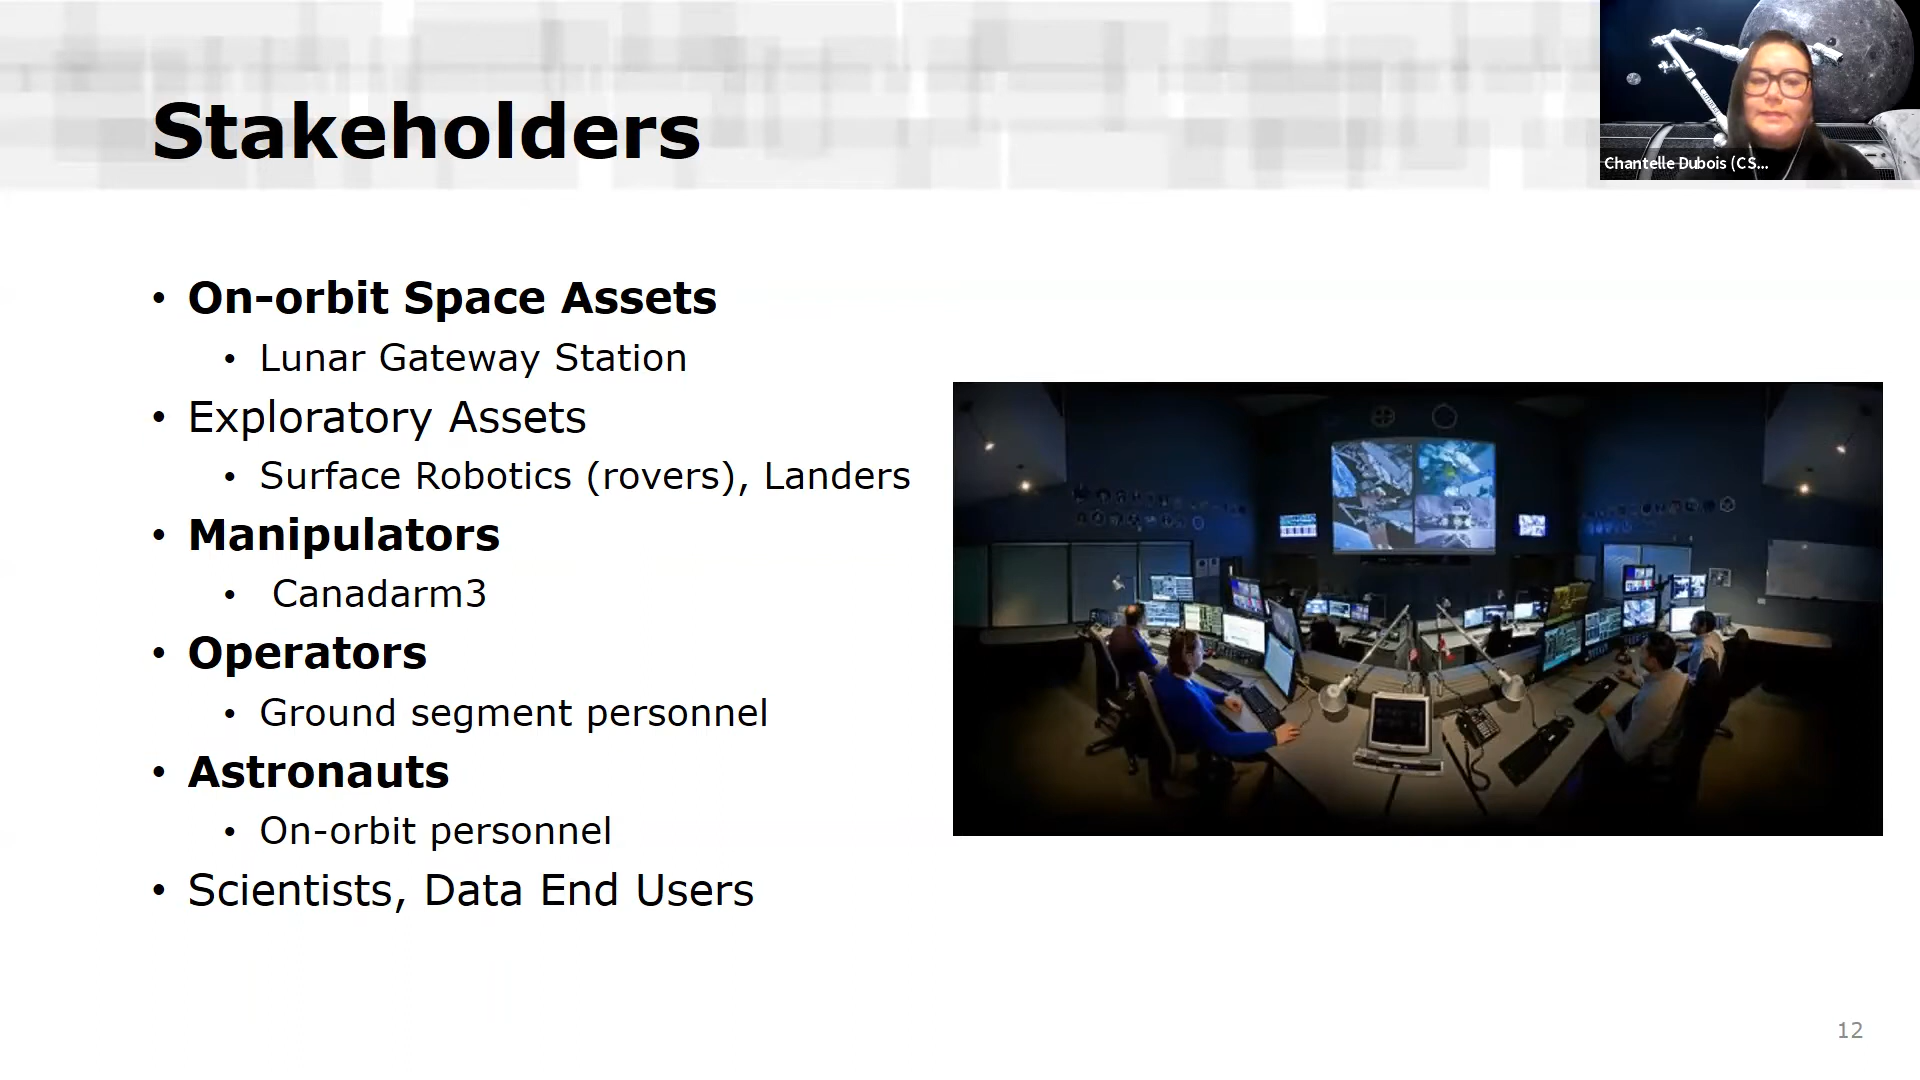 Stakeholders
Chantelle Dubois (CS...
• On-orbit Space Assets
• Lunar Gateway Station
• Exploratory Assets
• Surface Robotics (rovers), Landers
• Manipulators
• Canadarm3
• Operators
• Ground segment personnel
• Astronauts
• On-orbit personnel
• Scientists, Data End Users
12